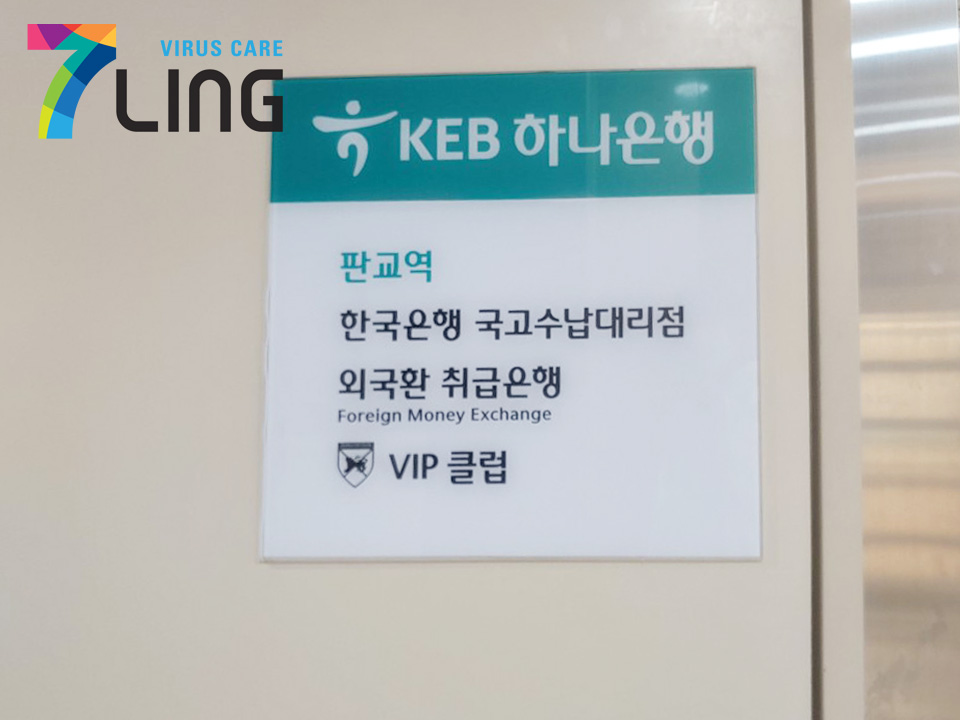 VIRUS CARE
7LING
KEB 하나은행
판교역
한국은행 국고수납대리점
외국환 취급은행
Foreign Money Exchange
VIP 클럽